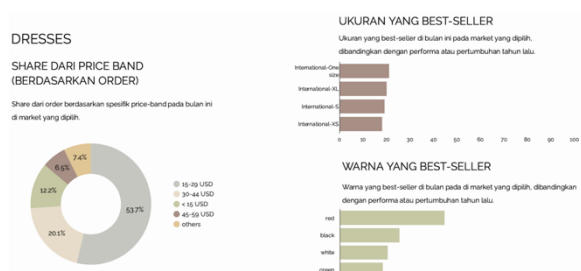 DRESSES
SHARE DARI PRICE BAND
(BERDASARKAN ORDER)
Share dari order berdasarkan spesifik price-band pada bulan ini
di market yang dipilih.
7.4%
6.5%
12.2%
20.1%
53.7%
15-29 USD
30-44 USD
< 15 USD
45-59 USD
others
UKURAN YANG BEST-SELLER
Ukuran yang best-seller di bulan ini pada market yang dipilih,
dibandingkan dengan performa atau pertumbuhan tahun lalu.
International-One
size
International-XL
International-S
International-XS
0 10 20 30 40 50 60 70 80 90 100
WARNA YANG BEST-SELLER
Warna yang best-seller di bulan pada di market yang dipilih, dibandingkan
dengan performa atau pertumbuhan tahun lalu.
red
black
white
green